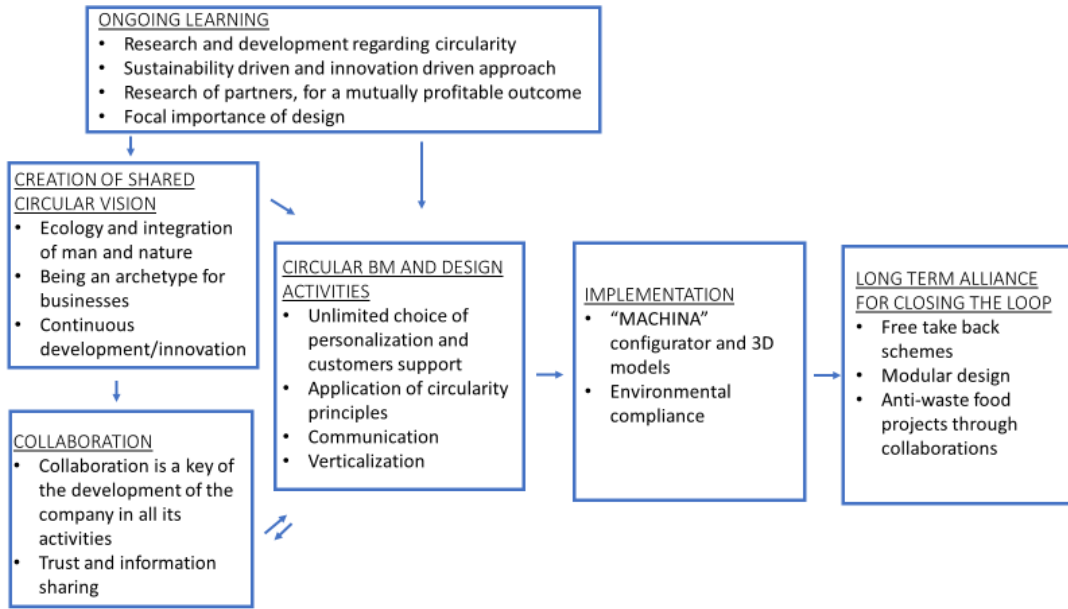 ONGOING LEARNING
• Research and development regarding circularity
• Sustainability driven and innovation driven approach
• Research of partners, for a mutually profitable outcome
• Focal importance of design
CREATION OF SHARED
CIRCULAR VISION
• Ecology and integration
of man and nature
• Being an archetype for
businesses
• Continuous
development/innovation
COLLABORATION
• Collaboration is a key of
the development of the
company in all its
activities
• Trust and information
sharing
CIRCULAR BM AND DESIGN
ACTIVITIES
• Unlimited choice of
personalization and
customers support
• Application of circularity
principles
• Communication
• Verticalization
IMPLEMENTATION
• “MACHINA”
configurator and 3D
models
• Environmental
compliance
LONG TERM ALLIANCE
FOR CLOSING THE LOOP
• Free take back
schemes
• Modular design
• Anti-waste food
projects through
collaborations